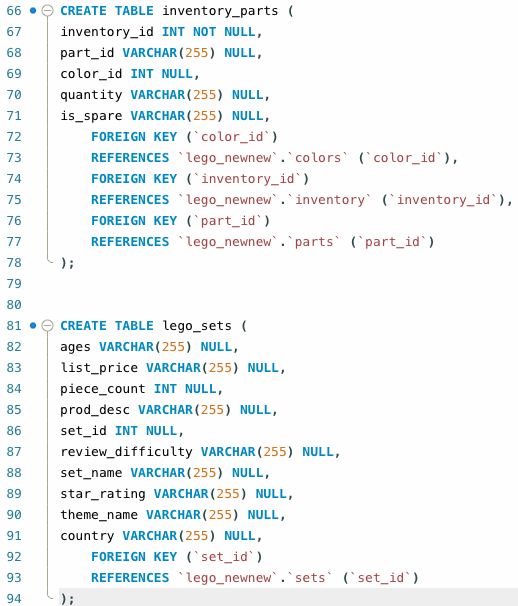 66 CREATE TABLE inventory_parts (
67 inventory_id INT NOT NULL,
68 part_id VARCHAR(255) NULL,
69 color_id INT NULL,
70 quantity VARCHAR(255) NULL,
71 is_spare VARCHAR(255) NULL,
72 FOREIGN KEY (`color_id`)
73 REFERENCES `lego_newnew`.`colors` (`color_id`),
74 FOREIGN KEY (`inventory_id`)
75 REFERENCES `lego_newnew`.`inventory` (`inventory_id`),
76 FOREIGN KEY (`part_id`)
77 REFERENCES `lego_newnew`.`parts` (`part_id`)
78 );
79
80
81 CREATE TABLE lego_sets (
82 ages VARCHAR(255) NULL,
83 list_price VARCHAR(255) NULL,
84 piece_count INT NULL,
85 prod_desc VARCHAR(255) NULL,
86 set_id INT NULL,
87 review_difficulty VARCHAR(255) NULL,
88 set_name VARCHAR(255) NULL,
89 star_rating VARCHAR(255) NULL,
90 theme_name VARCHAR(255) NULL,
91 country VARCHAR(255) NULL,
92 FOREIGN KEY (`set_id`)
93 REFERENCES `lego_newnew`.`sets` (`set_id`)
94 );